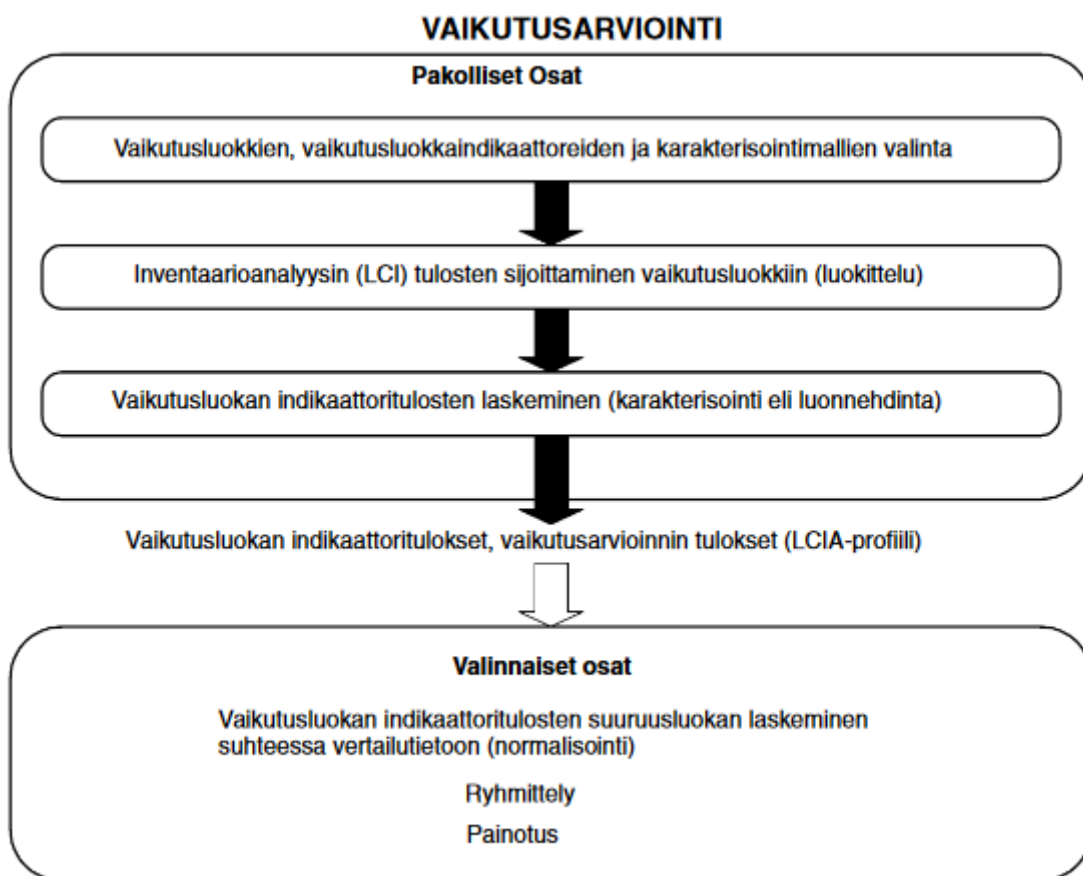 VAIKUTUSARVIOINTI
Pakolliset Osat
Vaikutusluokkien, vaikutusluokkaindikaattoreiden ja karakterisointimallien valinta
Inventaarioanalyysin (LCI) tulosten sijoittaminen vaikutusluokkiin (luokittelu)
Vaikutusluokan indikaattoritulosten laskeminen (karakterisointi eli luonnehdinta)
Vaikutusluokan indikaattoritulokset, vaikutusarvioinnin tulokset (LCIA-profiili)
Valinnaiset osat
Vaikutusluokan indikaattoritulosten suuruusluokan laskeminen
suhteessa vertailutietoon (normalisointi)
Ryhmittely
Painotus